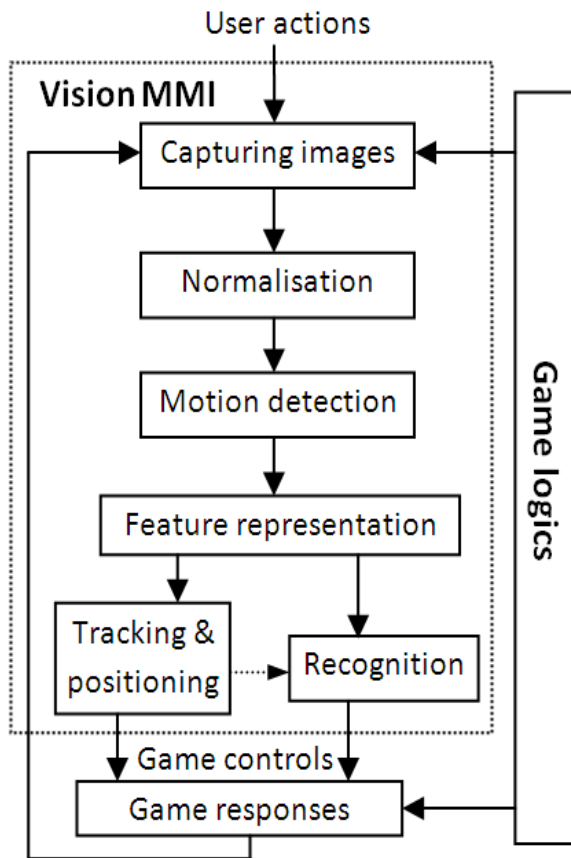 User actions
Vision MMI
Capturing images
Normalisation
Motion detection
Feature representation
Tracking &
positioning
Recognition
Game controls
Game responses
Game logics